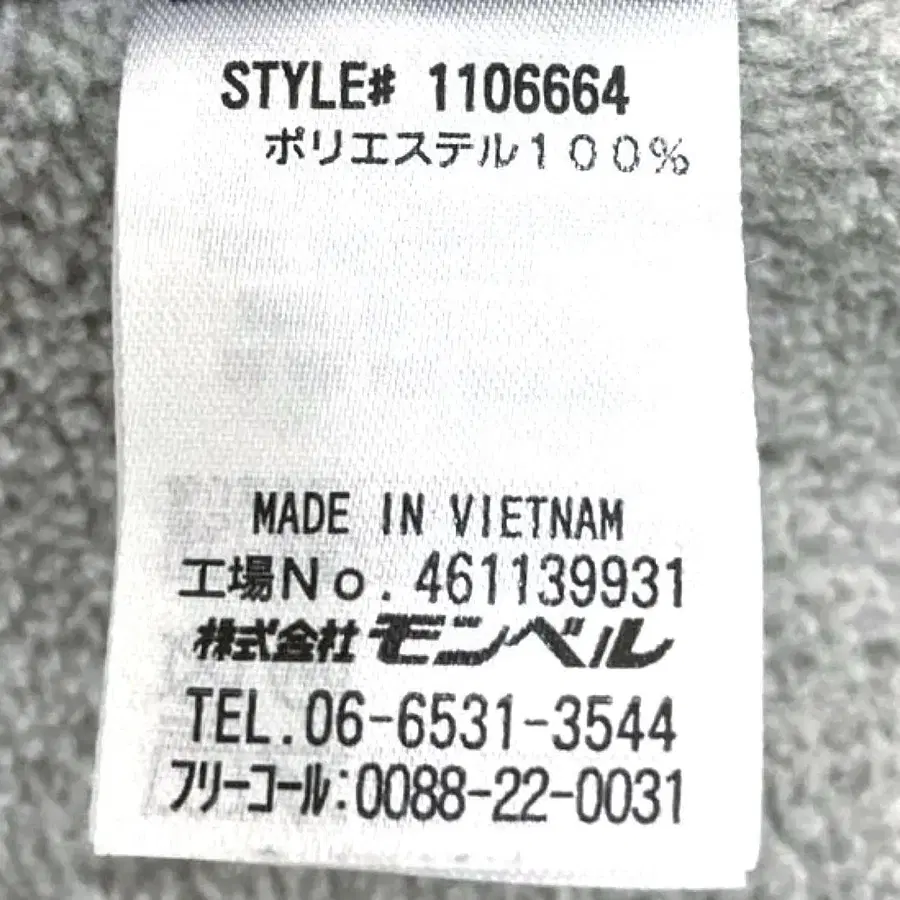 STYLE# 1106664
ポリエステル１００％
MADE IN VIETNAM
工場Ｎｏ. 461139931
株式会社モンベル
TEL.06-6531-3544
フリーコール:0088-22-0031